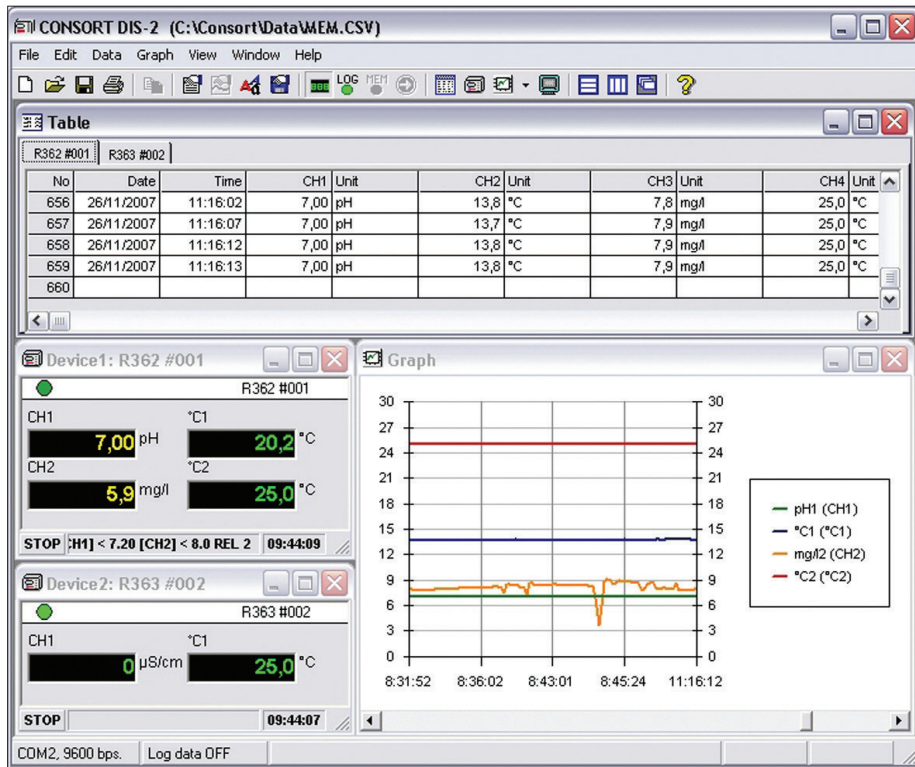 CONSORT DIS-2 (C:\Consort\Data\MEM.CSV)
File Edit Data Graph View Window Help
LOG MEM
Table
R362 #001 R363 #002
No Date Time CH1 Unit CH2 Unit CH3 Unit CH4 Unit
656 26/11/2007 11:16:02 7,00 pH 13,8 °C 7,8 mg/l 25,0 °C
657 26/11/2007 11:16:07 7,00 pH 13,7 °C 7,9 mg/l 25,0 °C
658 26/11/2007 11:16:12 7,00 pH 13,8 °C 7,9 mg/l 25,0 °C
659 26/11/2007 11:16:13 7,00 pH 13,8 °C 7,9 mg/l 25,0 °C
660
Device1: R362 #001
R362 #001
CH1 °C1
7,00 pH 20,2 °C
CH2 °C2
5,9 mg/l 25,0 °C
STOP :H1] < 7.20 [CH2] < 8.0 REL 2 09:44:09
Device2: R363 #002
R363 #002
CH1 °C1
0 µS/cm 25,0 °C
STOP 09:44:07
Graph
30 30
27 27
24 24
21 21
18 18
15 15
12 12
9 9
6 6
3 3
0 0
8:31:52 8:36:02 8:43:01 8:45:24 11:16:12
pH1 (CH1)
°C1 (°C1)
mg/l2 (CH2)
°C2 (°C2)
COM2, 9600 bps. Log data OFF